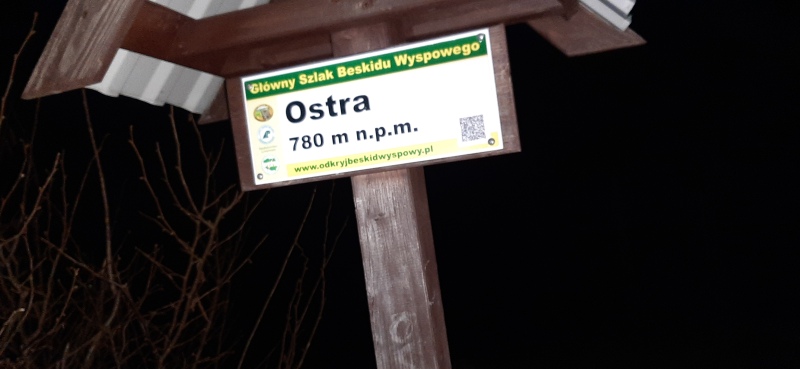 Główny Szlak Beskidu Wyspowego
Ostra
780 m n.p.m.
www.odkryjbeskidwyspowy.pl